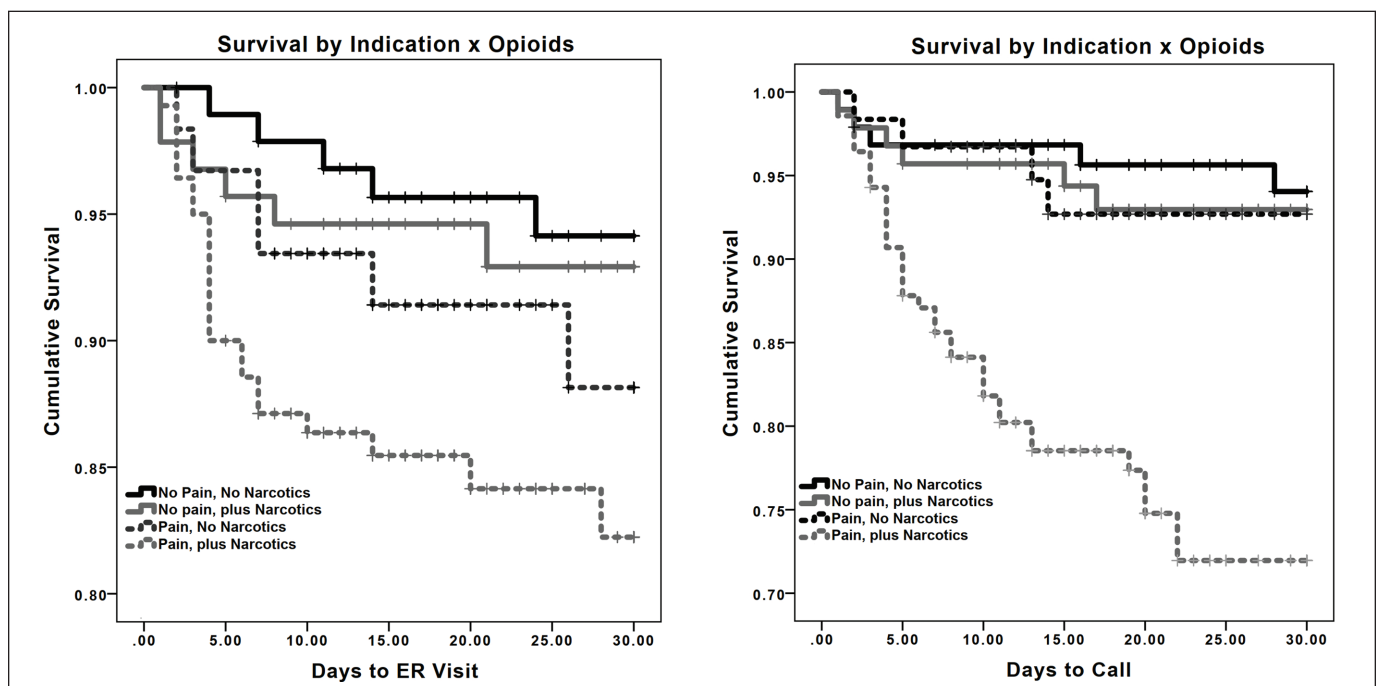 Survival by Indication x Opioids
Cumulative Survival
1.00
0.95
0.90
0.85
0.80
No Pain, No Narcotics
No pain, plus Narcotics
Pain, No Narcotics
Pain, plus Narcotics
.00 5.00 10.00 15.00 20.00 25.00 30.00
Days to ER Visit
Survival by Indication x Opioids
Cumulative Survival
1.00
0.95
0.90
0.85
0.80
0.75
0.70
No Pain, No Narcotics
No pain, plus Narcotics
Pain, No Narcotics
Pain, plus Narcotics
.00 5.00 10.00 15.00 20.00 25.00 30.00
Days to Call